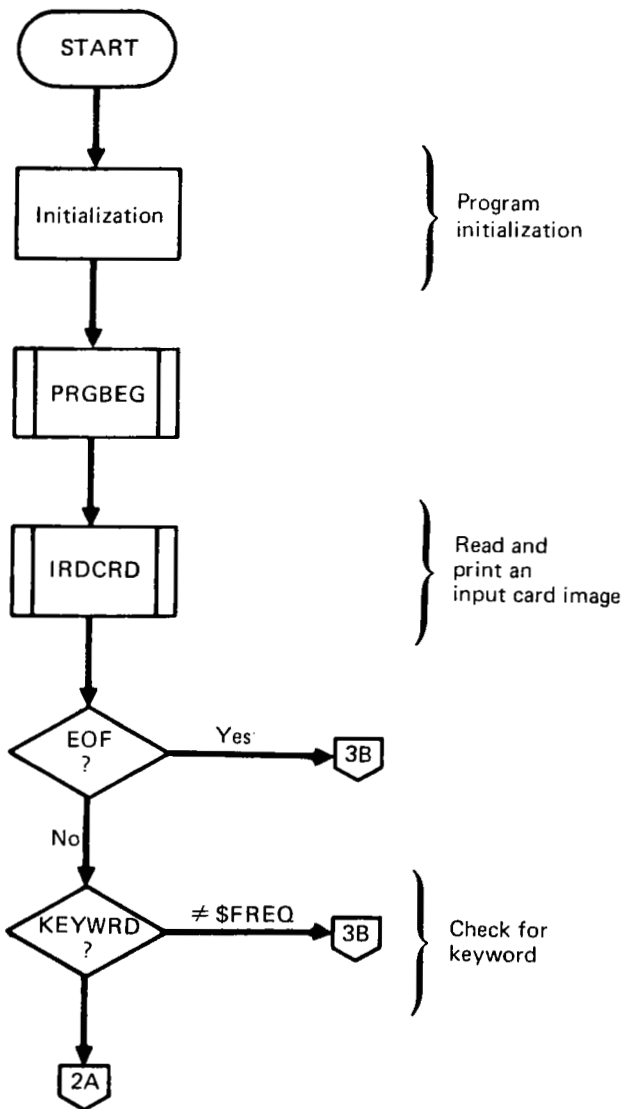 START
Initialization
Program
initialization
PRGBEG
IRDCRD
Read and
print an
input card image
EOF
?
Yes
3B
No
KEYWRD
?
≠ $FREQ
3B
Check for
keyword
2A